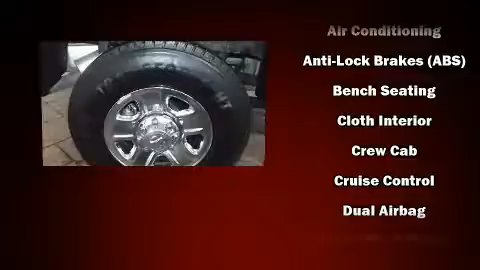 Air Conditioning
Anti-Lock Brakes (ABS)
Bench Seating
Cloth Interior
Crew Cab
Cruise Control
Dual Airbag